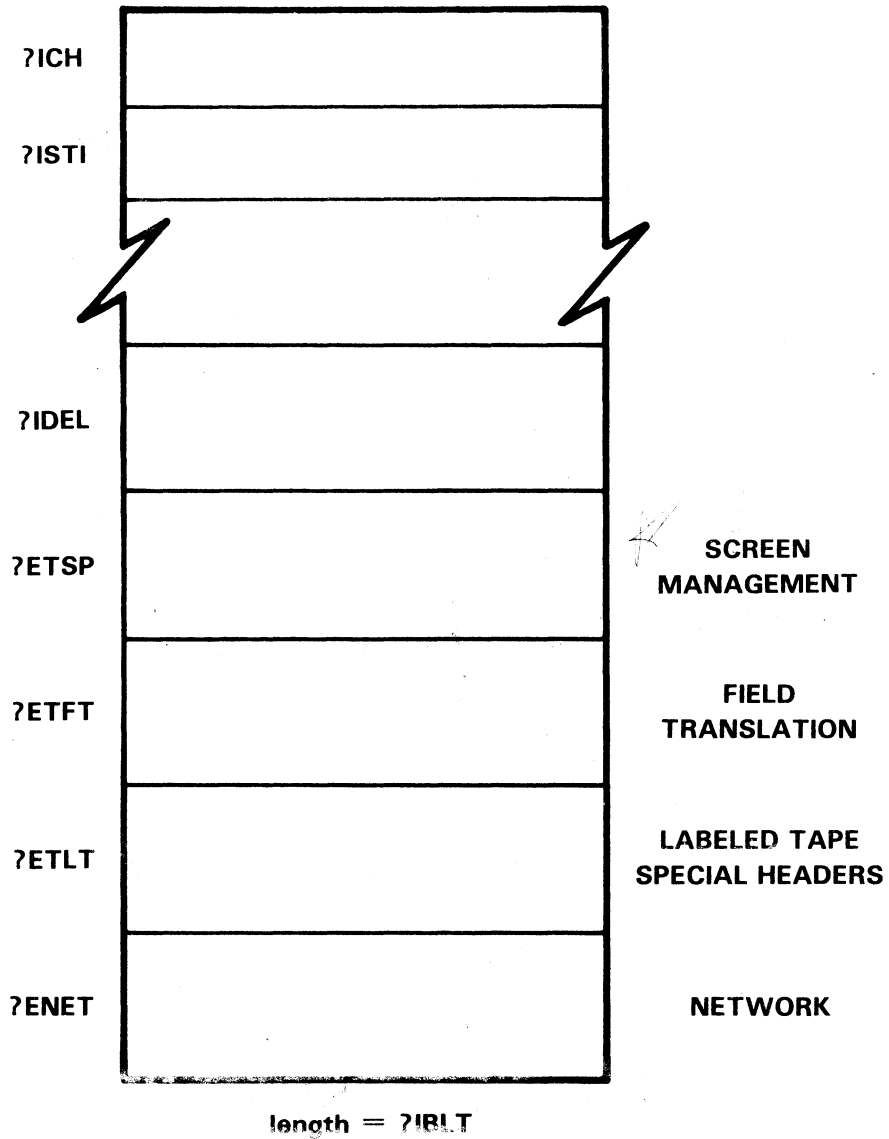 ?ICH
?ISTI
?IDEL
?ETSP
SCREEN
MANAGEMENT
?ETFT
FIELD
TRANSLATION
?ETLT
LABELED TAPE
SPECIAL HEADERS
?ENET
NETWORK
length = ?IBLT